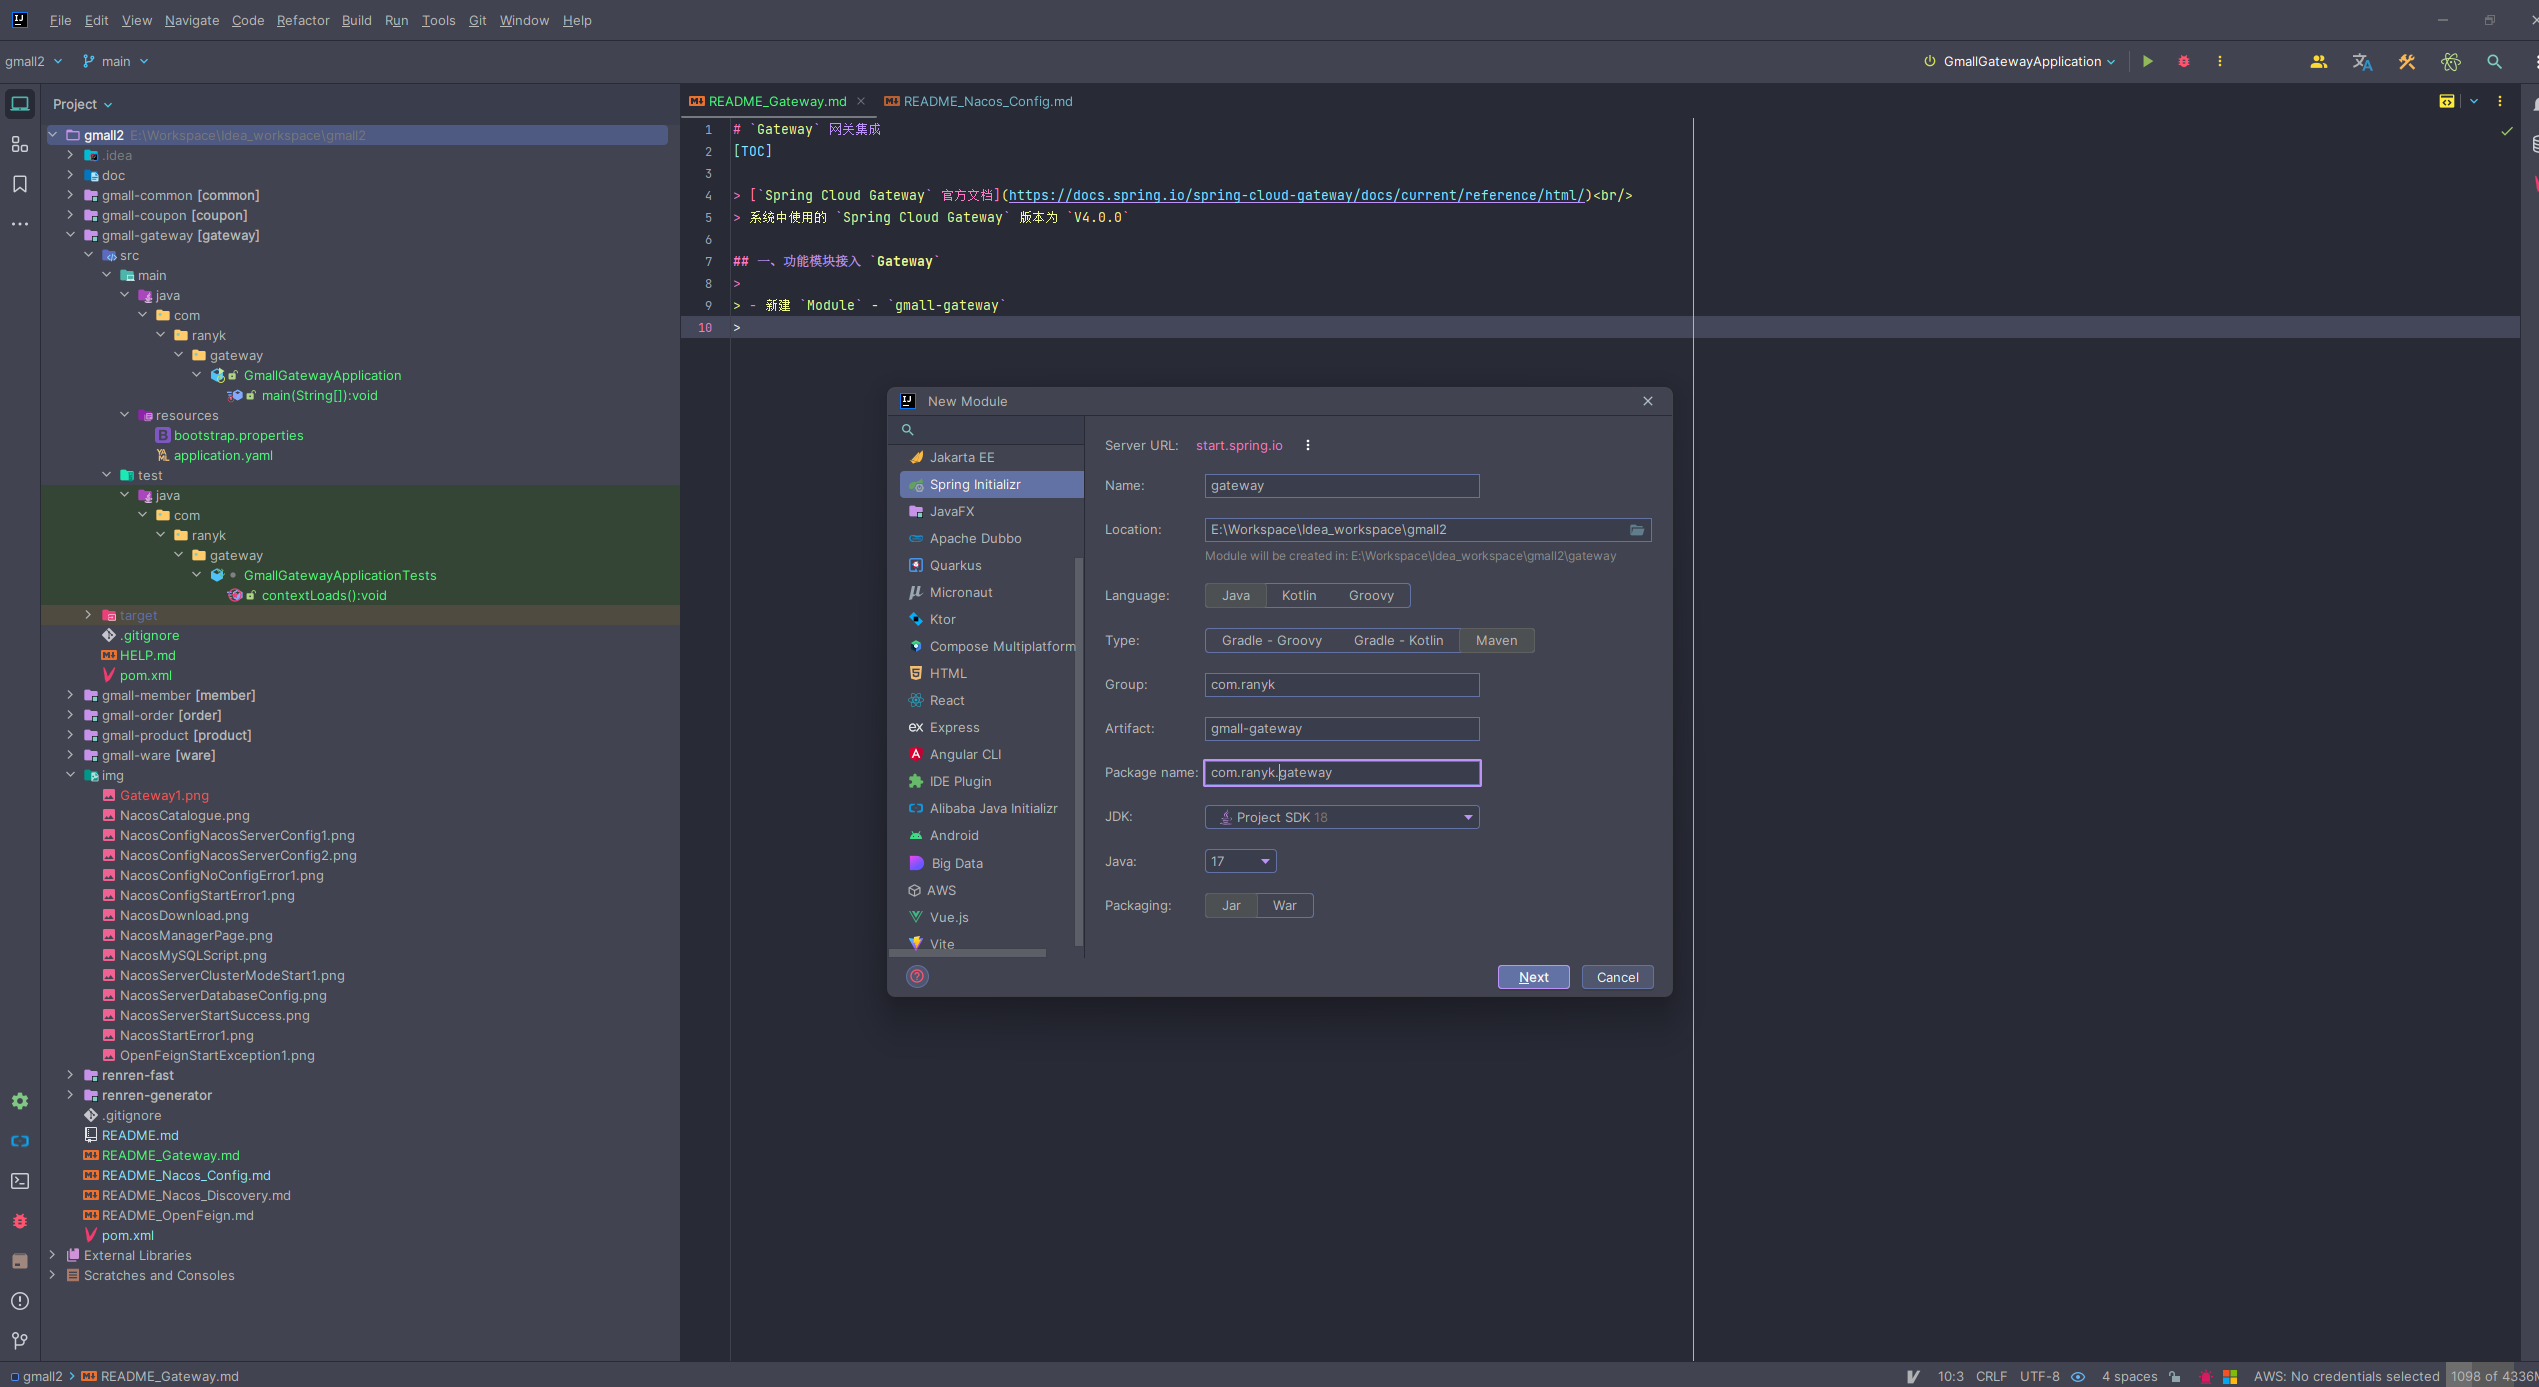 File Edit View Navigate Code Refactor Build Run Tools Git Window Help
gmall2 main GmallGatewayApplication
Project
gmall2 E:\Workspace\Idea_workspace\gmall2
.idea
doc
gmall-common [common]
gmall-coupon [coupon]
gmall-gateway [gateway]
src
main
java
com
ranyk
gateway
GmallGatewayApplication
main(String[]):void
resources
bootstrap.properties
application.yaml
test
java
com
ranyk
gateway
GmallGatewayApplicationTests
contextLoads():void
target
.gitignore
HELP.md
pom.xml
gmall-member [member]
gmall-order [order]
gmall-product [product]
gmall-ware [ware]
img
Gateway1.png
NacosCatalogue.png
NacosConfigNacosServerConfig1.png
NacosConfigNacosServerConfig2.png
NacosConfigNoConfigError1.png
NacosConfigStartError1.png
NacosDownload.png
NacosManagerPage.png
NacosMySQLScript.png
NacosServerClusterModeStart1.png
NacosServerDatabaseConfig.png
NacosServerStartSuccess.png
NacosStartError1.png
OpenFeignStartException1.png
renren-fast
renren-generator
.gitignore
README.md
README_Gateway.md
README_Nacos_Config.md
README_Nacos_Discovery.md
README_OpenFeign.md
pom.xml
External Libraries
Scratches and Consoles
README_Gateway.md README_Nacos_Config.md
1 # `Gateway` 网关集成
2 [TOC]
3
4 > [`Spring Cloud Gateway` 官方文档](https://docs.spring.io/spring-cloud-gateway/docs/current/reference/html/)<br/>
5 > 系统中使用的 `Spring Cloud Gateway` 版本为 `V4.0.0`
6
7 ## 一、功能模块接入 `Gateway`
8 >
9 > - 新建 `Module` - `gmall-gateway`
10 >
New Module
Jakarta EE
Spring Initializr
JavaFX
Apache Dubbo
Quarkus
Micronaut
Ktor
Compose Multiplatform
HTML
React
Express
Angular CLI
IDE Plugin
Alibaba Java Initializr
Android
Big Data
AWS
Vue.js
Vite
Server URL: start.spring.io
Name: gateway
Location: E:\Workspace\Idea_workspace\gmall2
Module will be created in: E:\Workspace\Idea_workspace\gmall2\gateway
Language: Java Kotlin Groovy
Type: Gradle - Groovy Gradle - Kotlin Maven
Group: com.ranyk
Artifact: gmall-gateway
Package name: com.ranyk.gateway
JDK: Project SDK 18
Java: 17
Packaging: Jar War
Next Cancel
gmall2 README_Gateway.md 10:3 CRLF UTF-8 4 spaces AWS: No credentials selected 1098 of 4336M